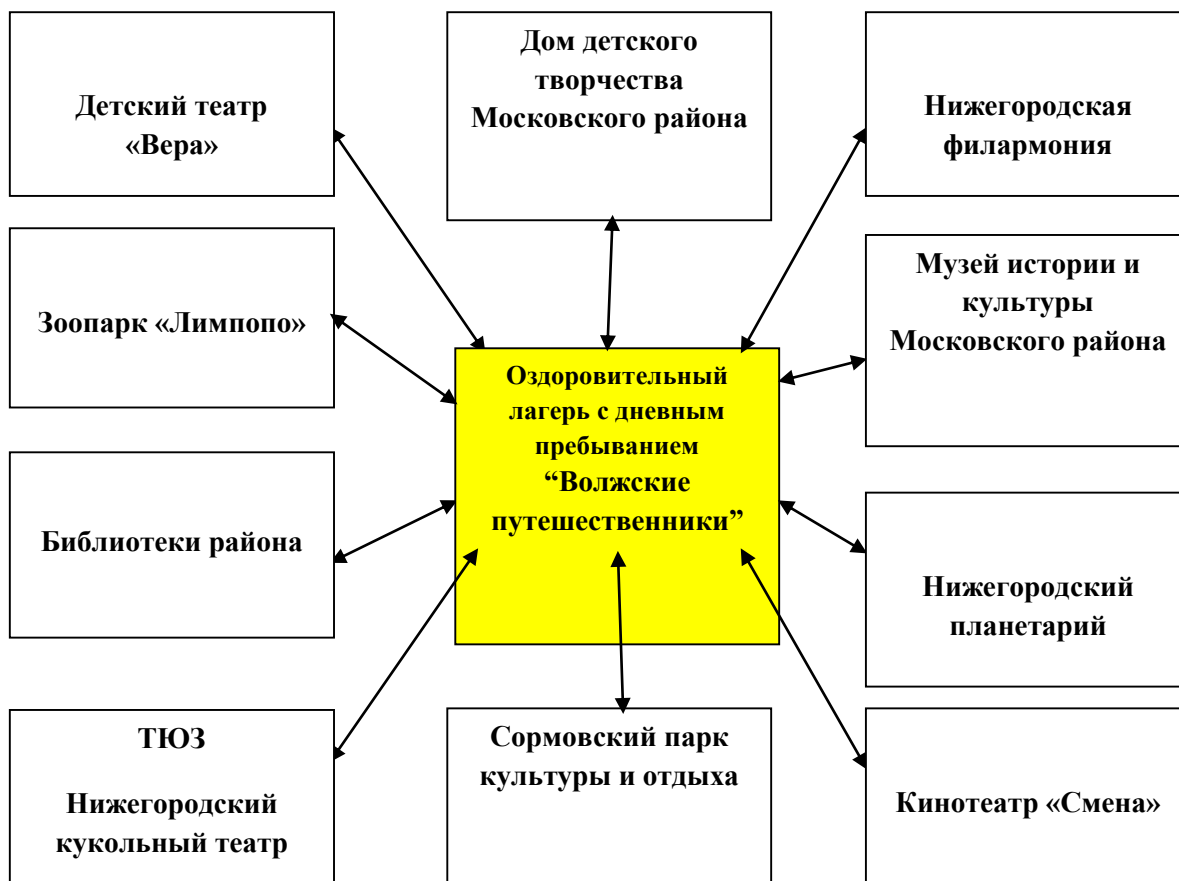 Детский театр
«Вера»
Дом детского
творчества
Московского района
Нижегородская
филармония
Зоопарк «Лимпопо»
Музей истории и
культуры
Московского района
Оздоровительный
лагерь с дневным
пребыванием
“Волжские
путешественники”
Библиотеки района
Нижегородский
планетарий
ТЮЗ
Нижегородский
кукольный театр
Сормовский парк
культуры и отдыха
Кинотеатр «Смена»